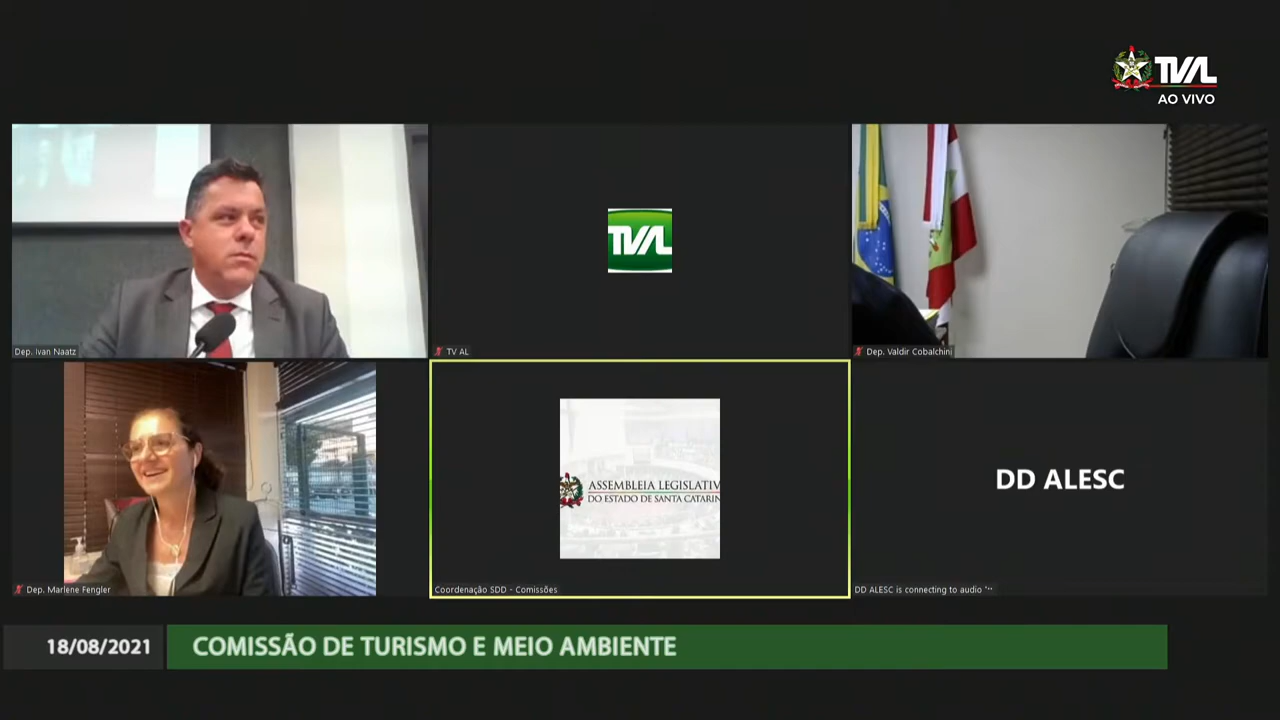 TVAL
AO VIVO
TVAL
Dep. Ivan Naatz
TV AL
Dep. Valdir Cobalchini
ASSEMBLEIA LEGISLATIV
DO ESTADO DE SANTA CATARIN
DD ALESC
Dep. Marlene Fengler
Coordenação SDD - Comissões
DD ALESC is connecting to audio
18/08/2021
COMISSÃO DE TURISMO E MEIO AMBIENTE